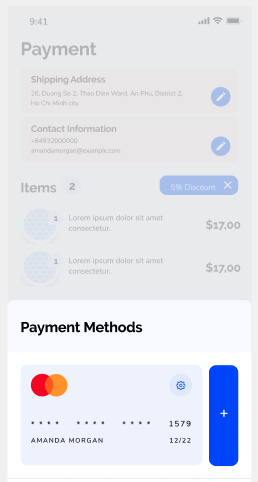 9:41
Payment
Shipping Address
26, Duong So 2, Thao Dien Ward, An Phu, District 2,
Ho Chi Minh city
Contact Information
+84932000000
amandamorgan@example.com
Items 2
5% Discount
1
Lorem ipsum dolor sit amet
consectetur.
$17,00
1
Lorem ipsum dolor sit amet
consectetur.
$17,00
Payment Methods
* * * * * * * * * * * * 1579
AMANDA MORGAN 12/22
+